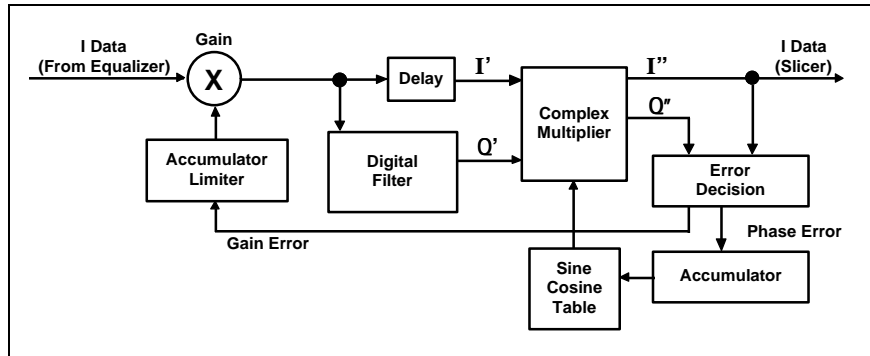 I Data
(From Equalizer)
Gain
X
Delay
I'
I''
I Data
(Slicer)
Complex
Multiplier
Q''
Accumulator
Limiter
Digital
Filter
Q'
Error
Decision
Gain Error
Phase Error
Sine
Cosine
Table
Accumulator